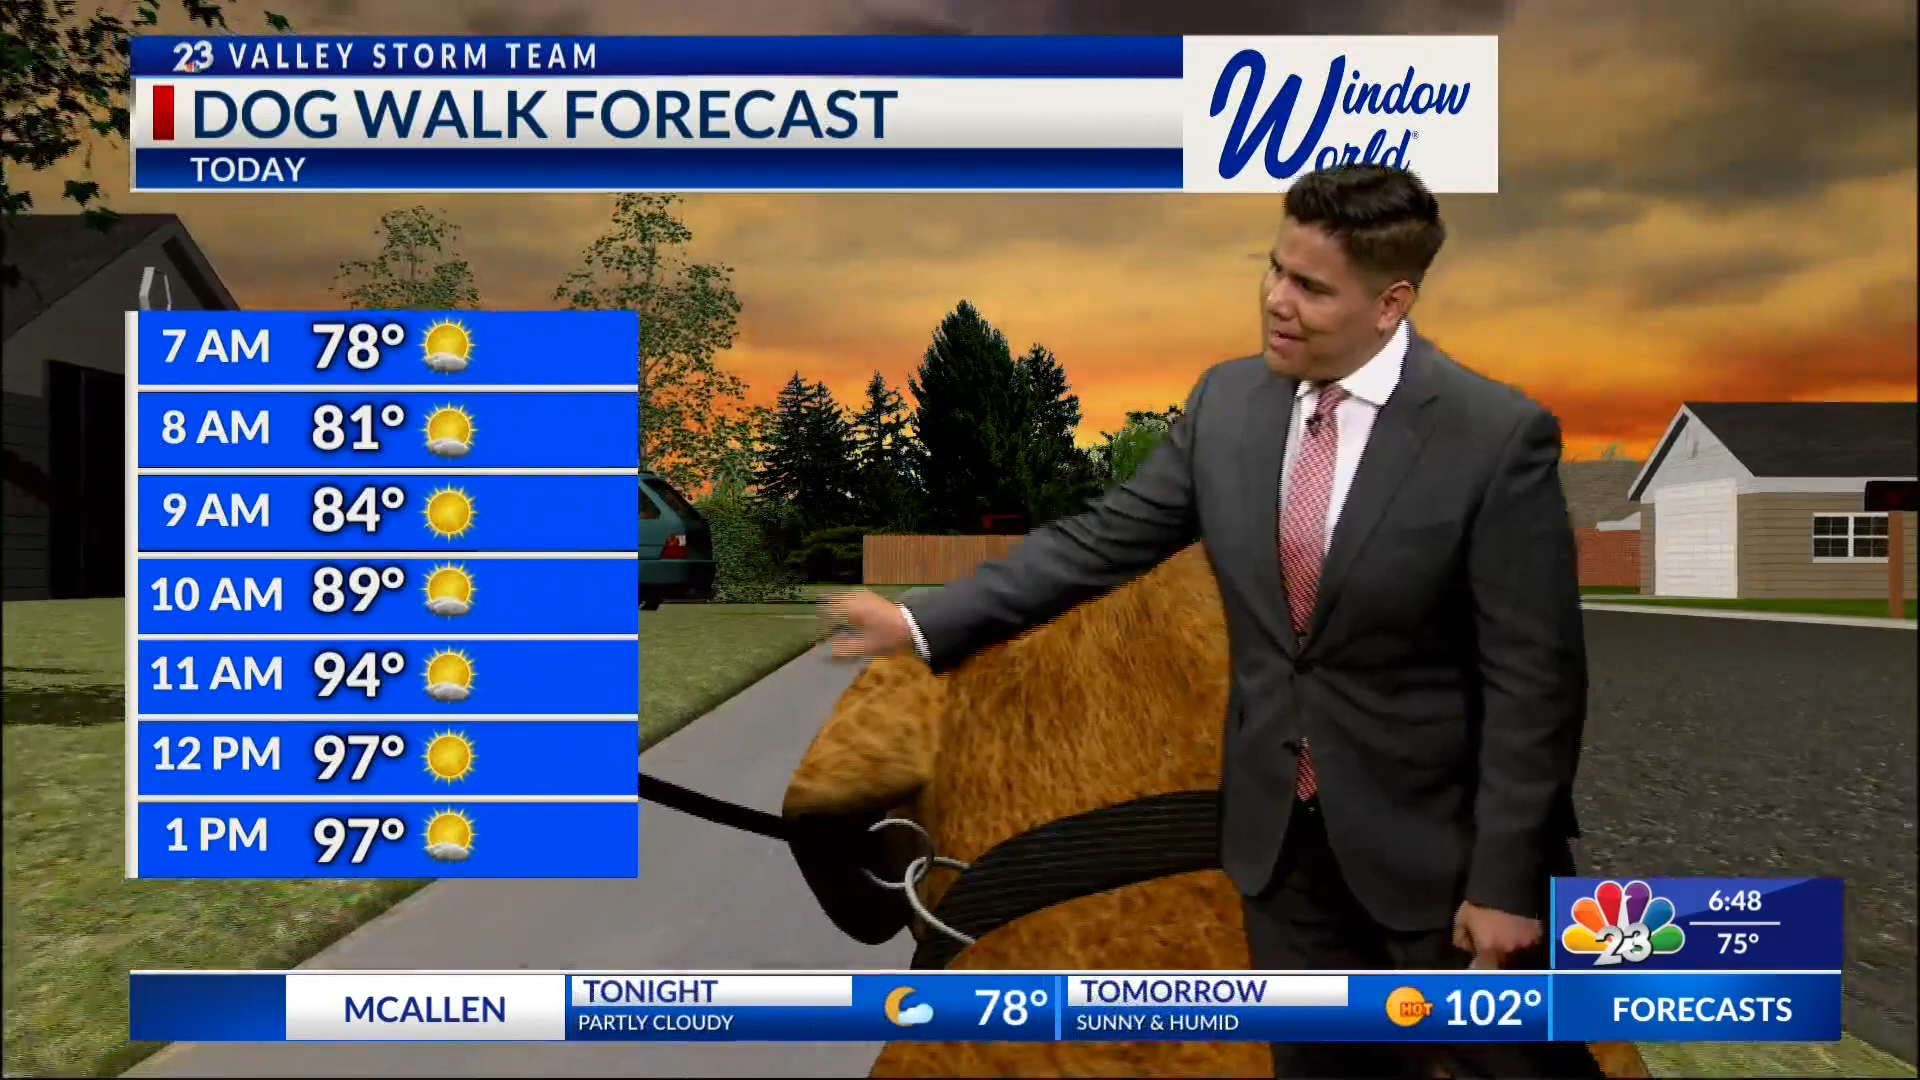 23 VALLEY STORM TEAM
DOG WALK FORECAST
TODAY
Window
World®
7 AM 78°
8 AM 81°
9 AM 84°
10 AM 89°
11 AM 94°
12 PM 97°
1 PM 97°
6:48
23
75°
MCALLEN
TONIGHT
PARTLY CLOUDY
78°
TOMORROW
SUNNY & HUMID
HOT
102°
FORECASTS